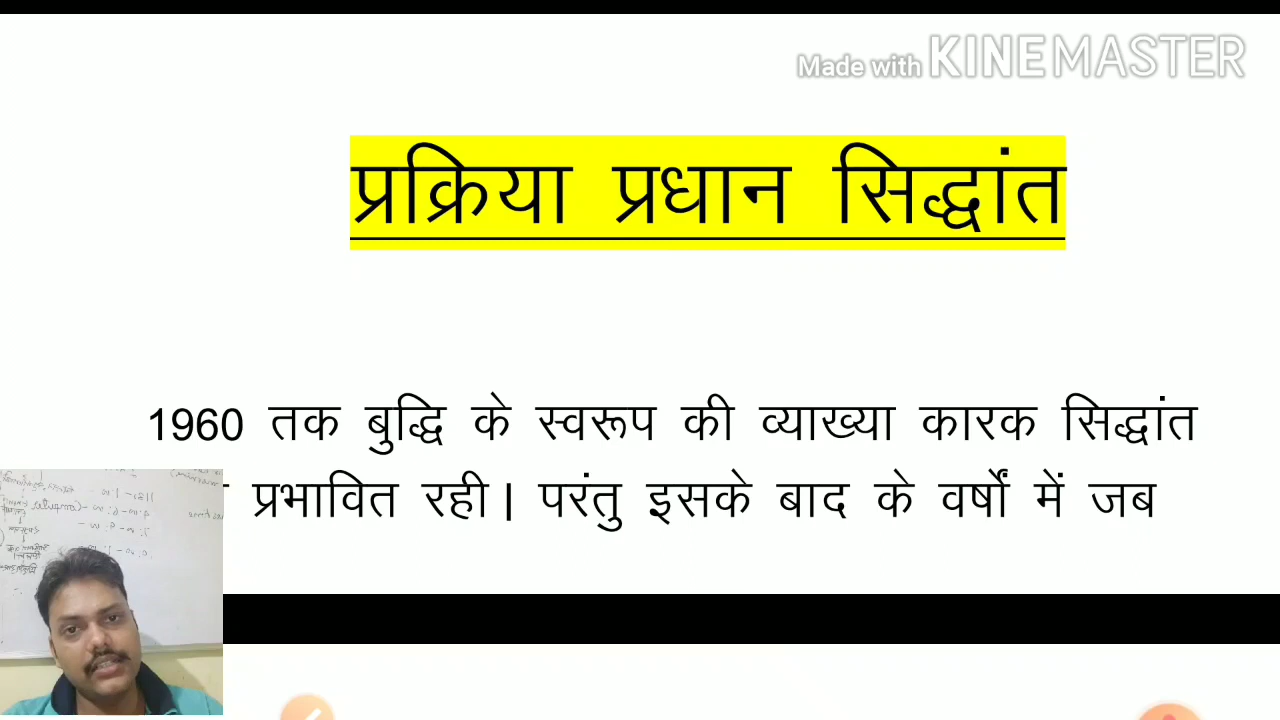 Made with KINEMASTER
प्रक्रिया प्रधान सिद्धांत
1960 तक बुद्धि के स्वरूप की व्याख्या कारक सिद्धांत
प्रभावित रही। परंतु इसके बाद के वर्षों में जब